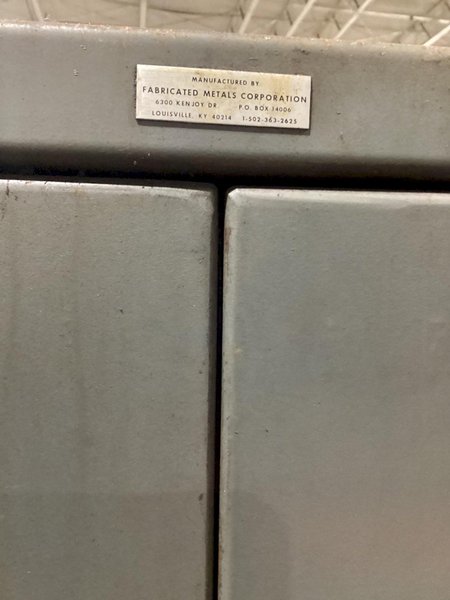 MANUFACTURED BY
FABRICATED METALS CORPORATION
6300 KENJOY DR P.O. BOX 14006
LOUISVILLE, KY 40214 1-502-363-2625